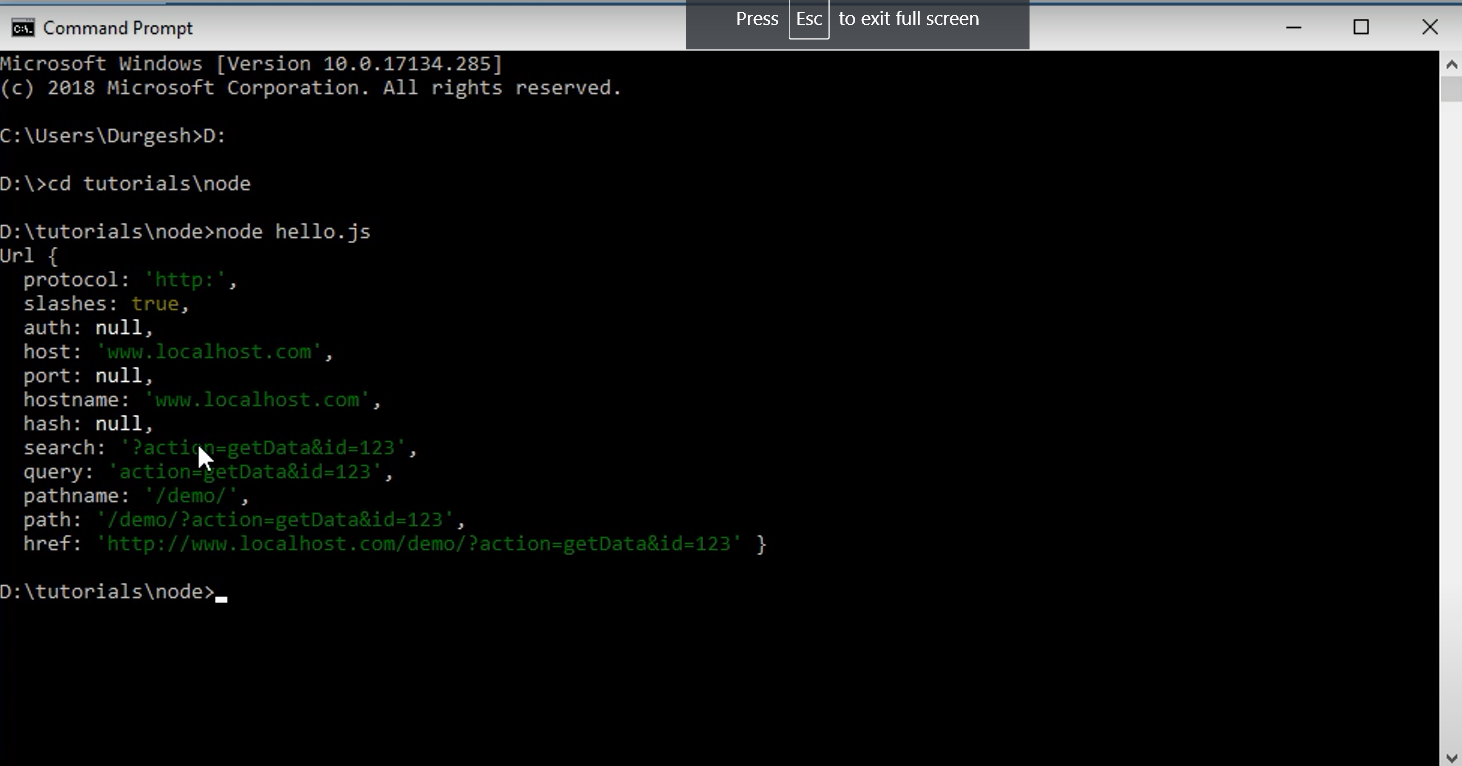 Command Prompt
Press Esc to exit full screen
Microsoft Windows [Version 10.0.17134.285]
(c) 2018 Microsoft Corporation. All rights reserved.
C:\Users\Durgesh>D:
D:\>cd tutorials\node
D:\tutorials\node>node hello.js
Url {
  protocol: 'http:',
  slashes: true,
  auth: null,
  host: 'www.localhost.com',
  port: null,
  hostname: 'www.localhost.com',
  hash: null,
  search: '?action=getData&id=123',
  query: 'action=getData&id=123',
  pathname: '/demo/',
  path: '/demo/?action=getData&id=123',
  href: 'http://www.localhost.com/demo/?action=getData&id=123' }
D:\tutorials\node>